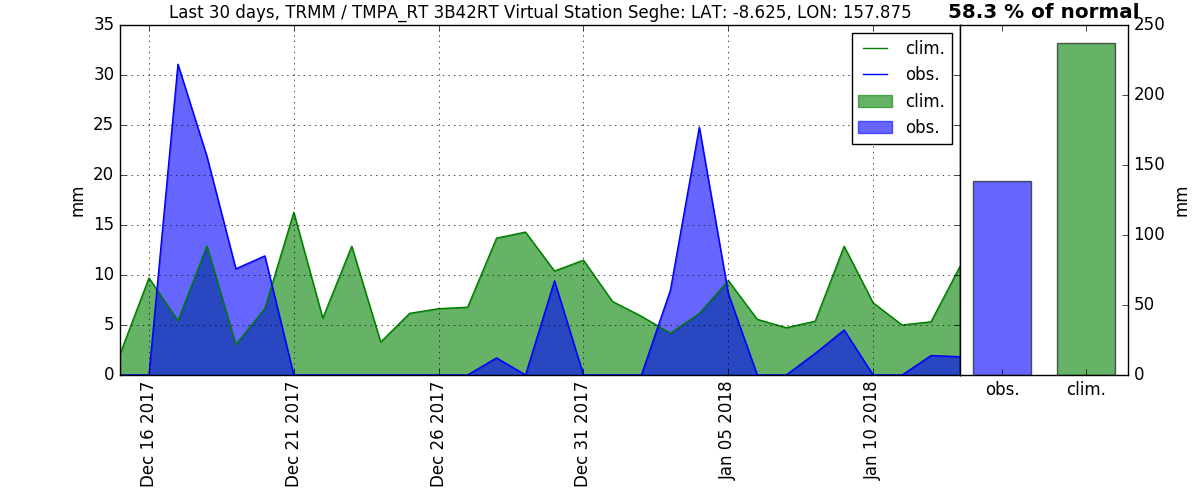 Last 30 days, TRMM / TMPA_RT 3B42RT Virtual Station Seghe: LAT: -8.625, LON: 157.875
58.3 % of normal
35
30
25
20
15
10
5
0
mm
clim.
obs.
clim.
obs.
Dec 16 2017
Dec 21 2017
Dec 26 2017
Dec 31 2017
Jan 05 2018
Jan 10 2018
250
200
150
100
50
0
mm
obs.
clim.